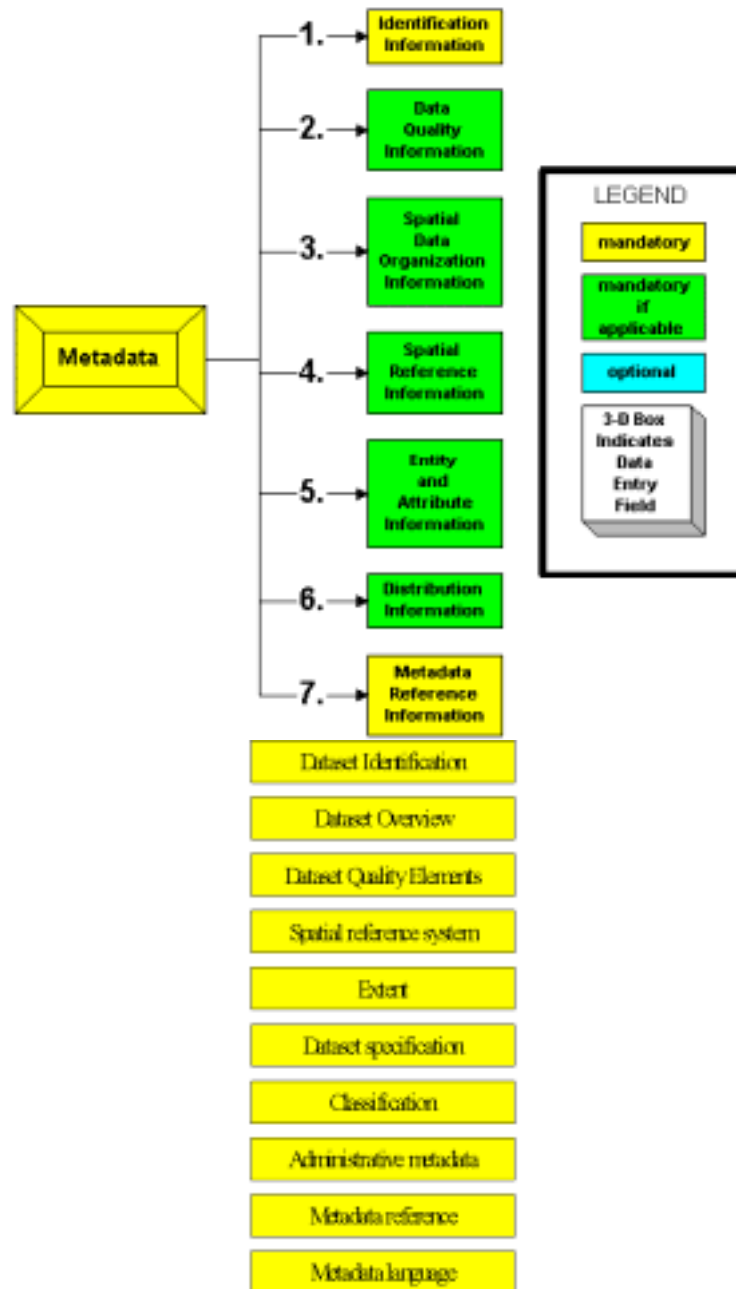 1.
Identification
Information
2.
Data
Quality
Information
3.
Spatial
Data
Organization
Information
Metadata
4.
Spatial
Reference
Information
5.
Entity
and
Attribute
Information
6.
Distribution
Information
7.
Metadata
Reference
Information
LEGEND
mandatory
mandatory
if
applicable
optional
3-D Box
Indicates
Data
Entry
Field
Dataset Identification
Dataset Overview
Dataset Quality Elements
Spatial reference system
Extent
Dataset specification
Classification
Administrative metadata
Metadata reference
Metadata language